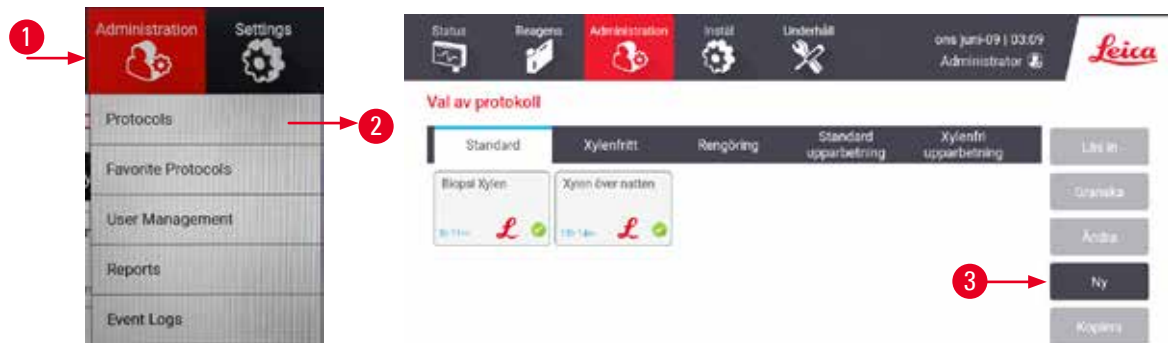 1
Administration
Settings
Protocols
2
Favorite Protocols
User Management
Reports
Event Logs
Status
Reagens
Administration
Inställ
Underhåll
ons juni-09 | 03:09
Administrator
Leica
Val av protokoll
Standard
Xylenfritt
Rengöring
Standard
upparbetning
Xylenfri
upparbetning
Biopsi Xylen
Xylen över natten
Läs in
Granska
Ändra
3
Ny
Kopiera